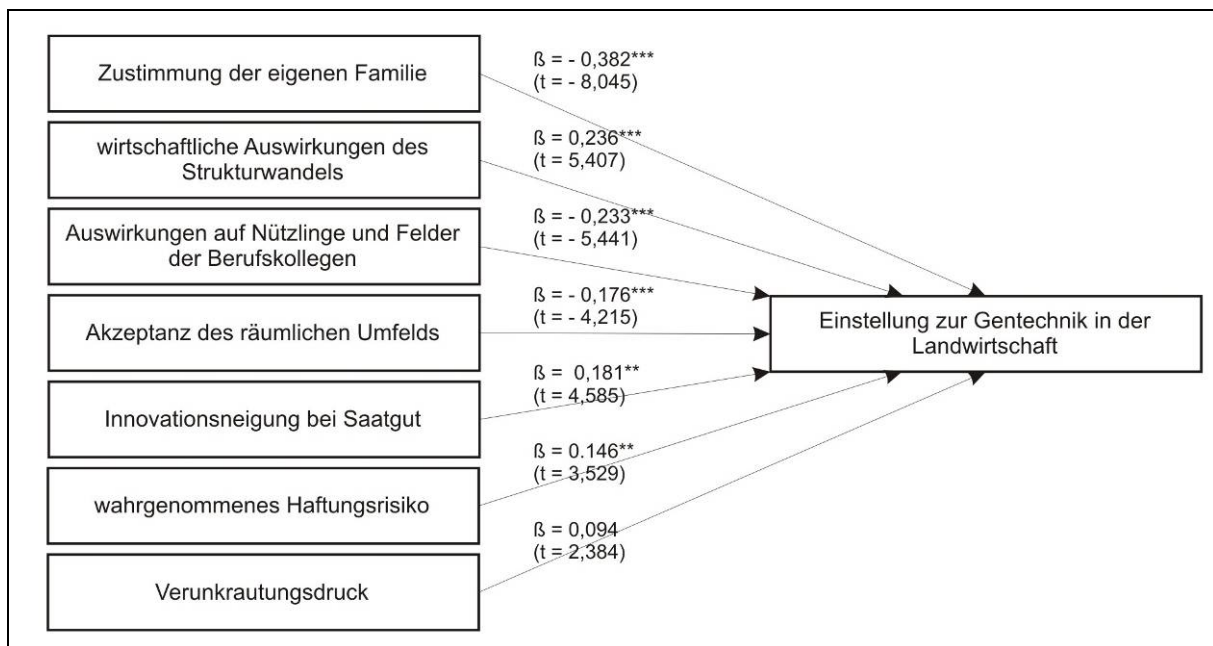 Zustimmung der eigenen Familie
ß = - 0,382***
(t = - 8,045)
wirtschaftliche Auswirkungen des
Strukturwandels
ß = 0,236***
(t = 5,407)
Auswirkungen auf Nützlinge und Felder
der Berufskollegen
ß = - 0,233***
(t = - 5,441)
Akzeptanz des räumlichen Umfelds
ß = - 0,176***
(t = - 4,215)
Innovationsneigung bei Saatgut
ß =  0,181**
(t = 4,585)
wahrgenommenes Haftungsrisiko
ß = 0.146**
(t = 3,529)
Verunkrautungsdruck
ß = 0,094
(t = 2,384)
Einstellung zur Gentechnik in der
Landwirtschaft